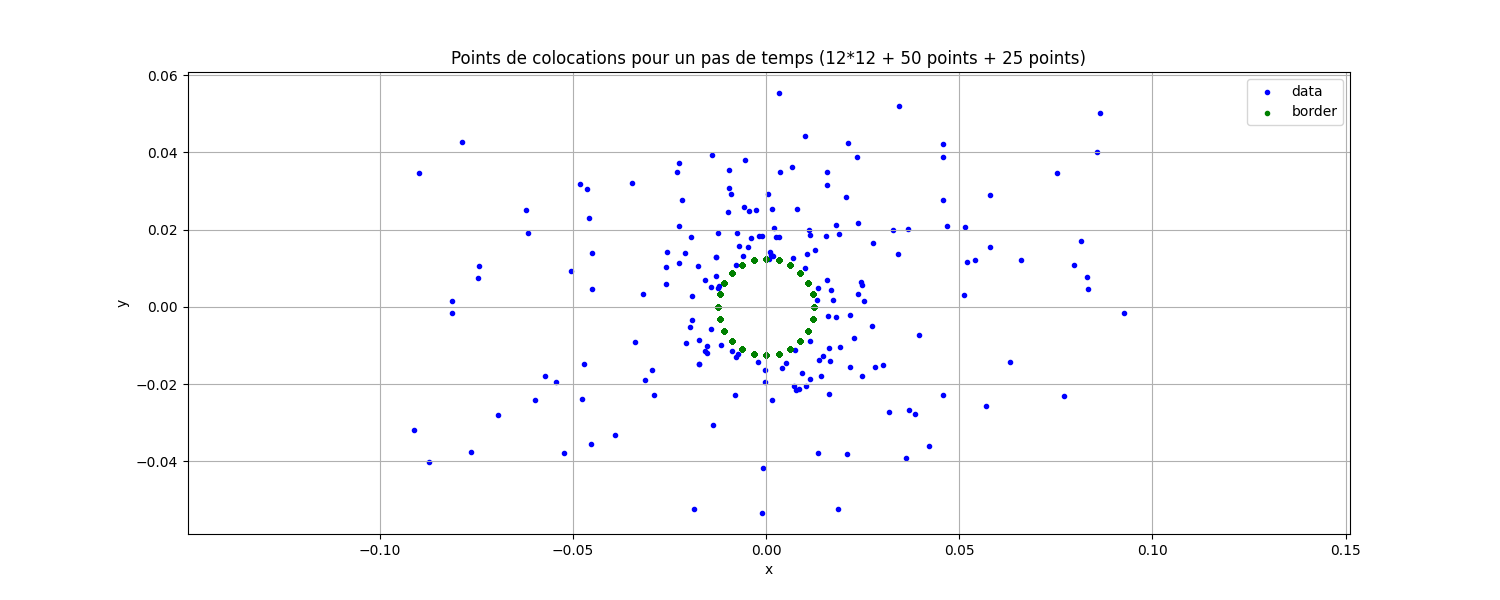 Points de colocations pour un pas de temps (12*12 + 50 points + 25 points)
data
border
0.06
0.04
0.02
0.00
−0.02
−0.04
y
−0.10
−0.05
0.00
0.05
0.10
0.15
x